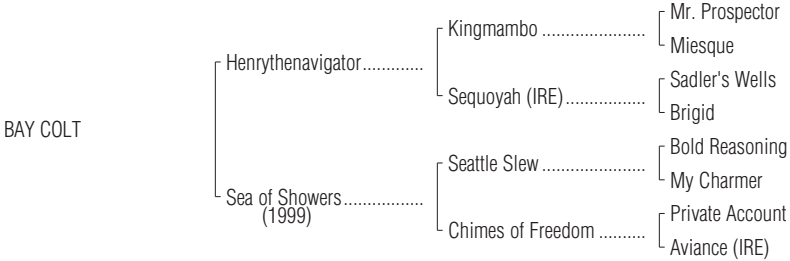 Mr. Prospector
Kingmambo ......................
Miesque
Henrythenavigator.............
Sadler's Wells
Sequoyah (IRE).................
Brigid
BAY COLT
Bold Reasoning
Seattle Slew ......................
My Charmer
Sea of Showers.................
(1999)
Private Account
Chimes of Freedom ..........
Aviance (IRE)